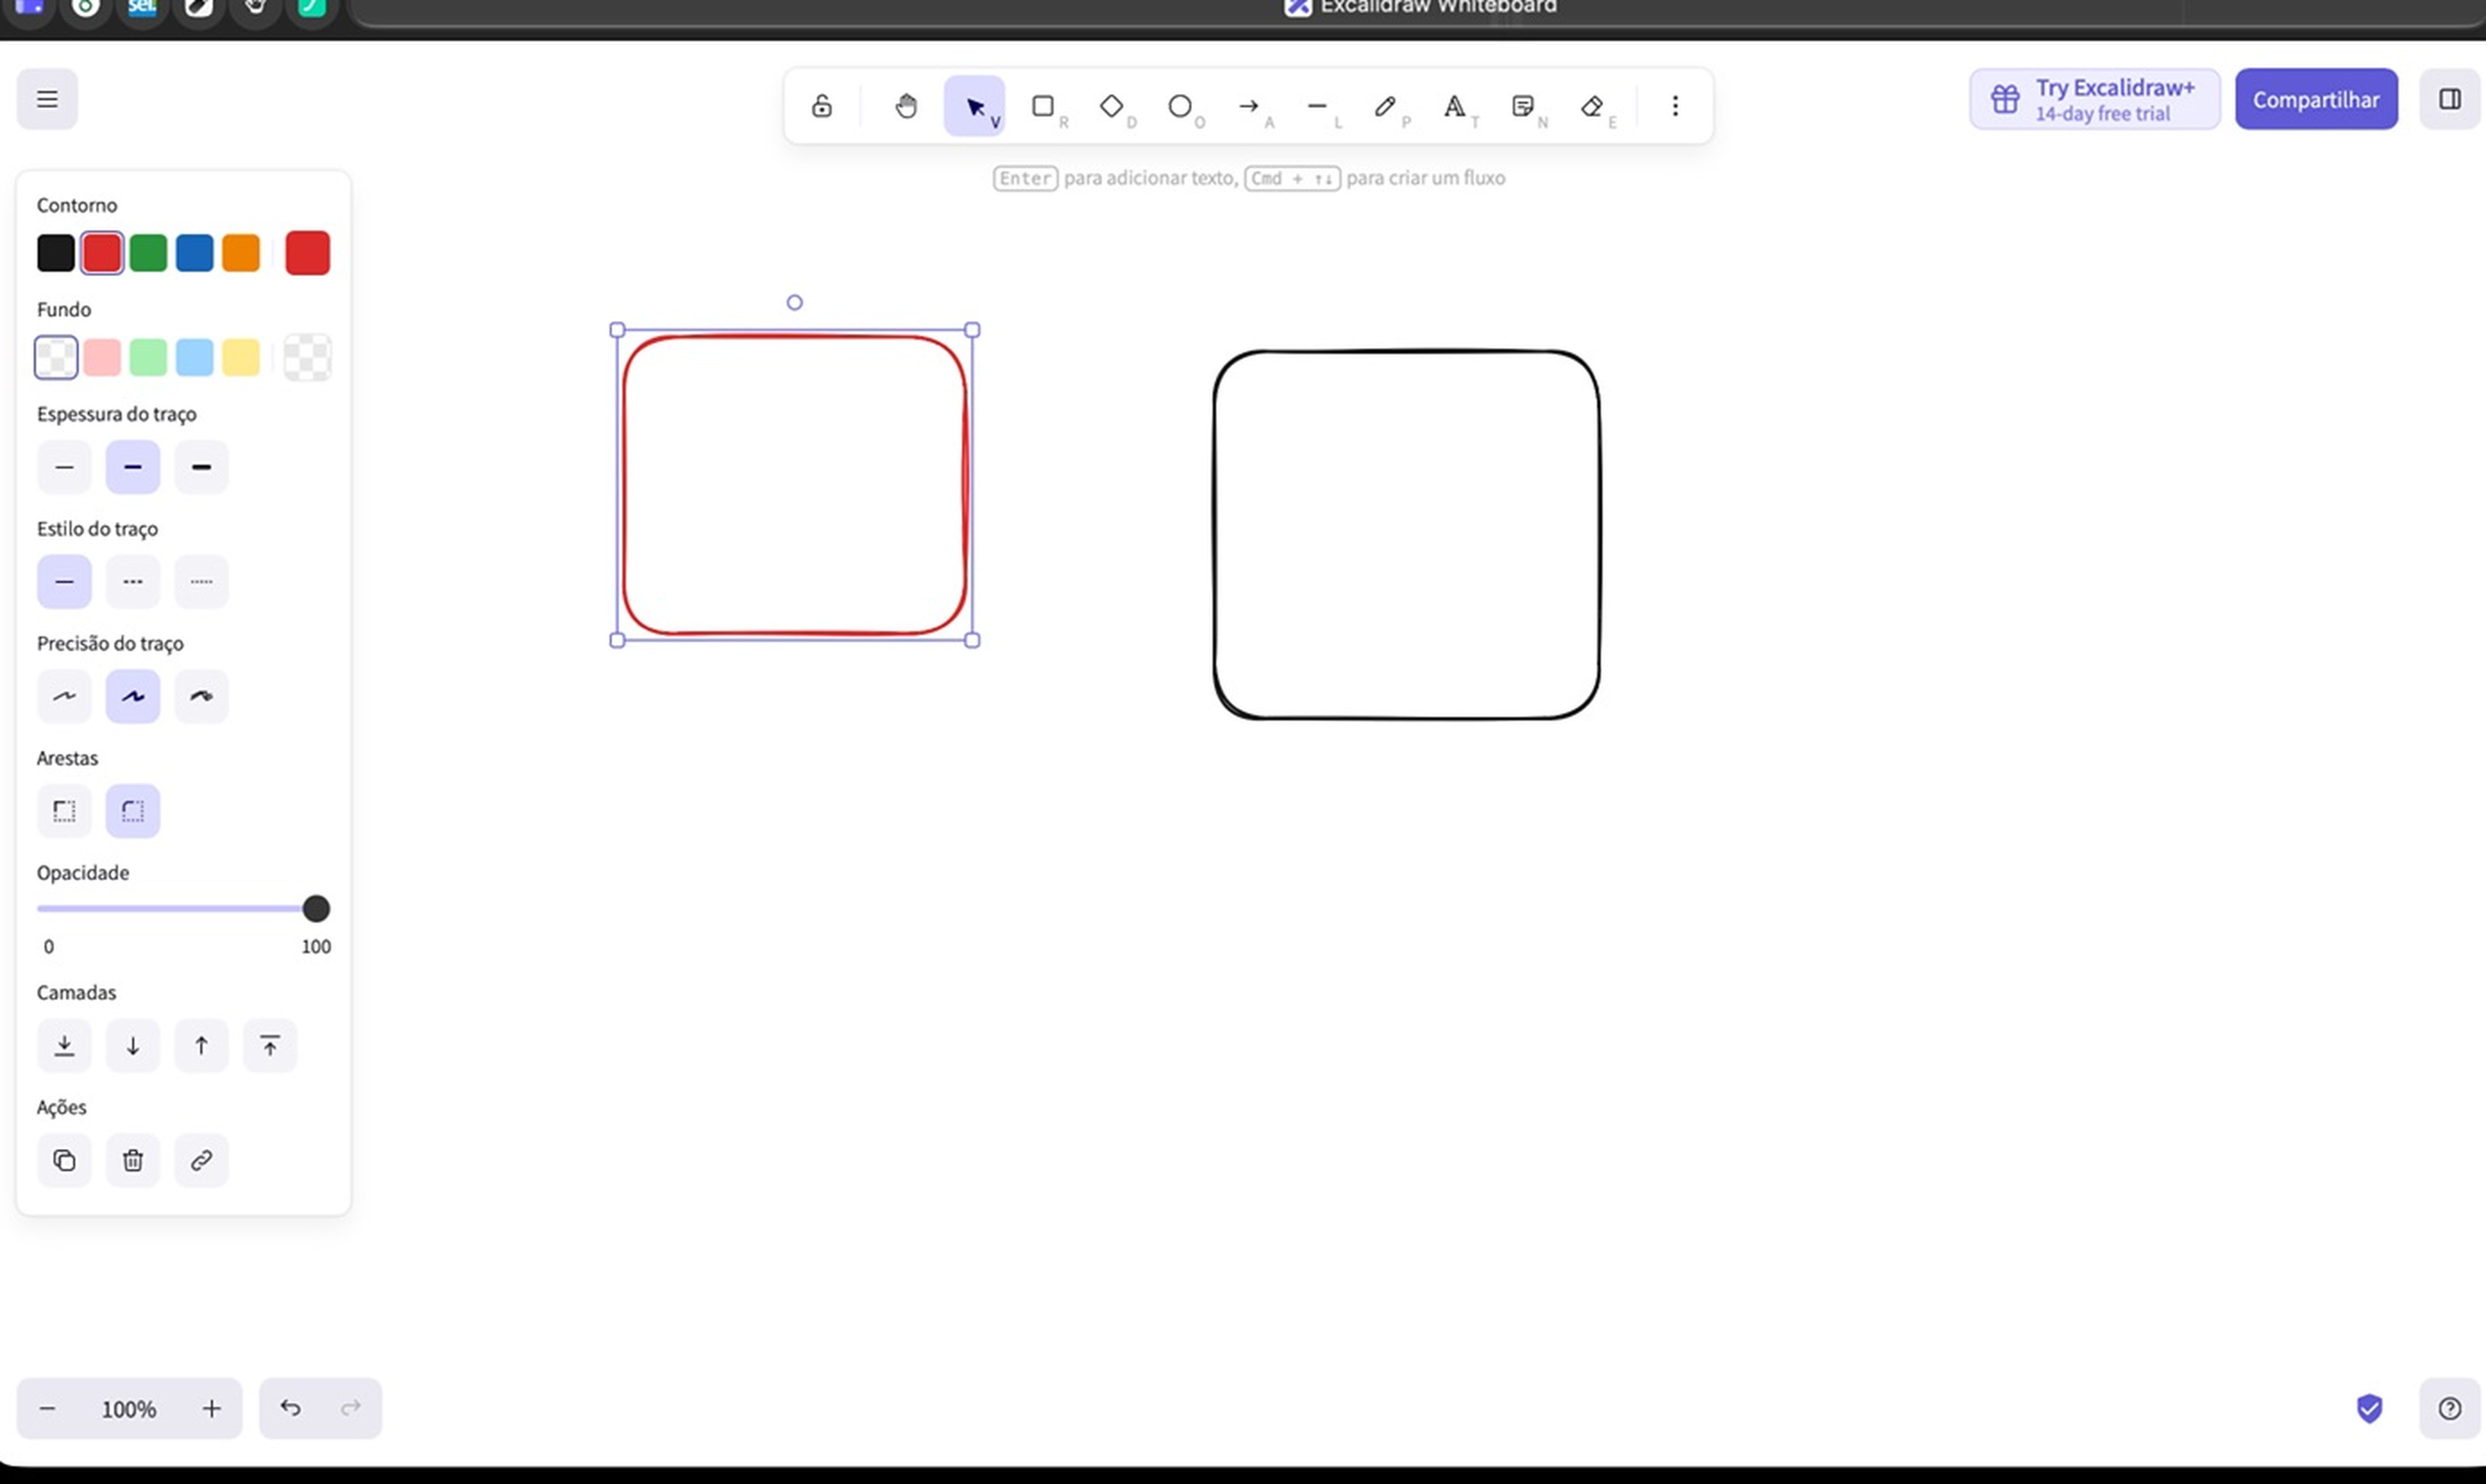 sel.
Excalidraw Whiteboard
V
R
D
O
A
L
P
T
N
E
Try Excalidraw+
14-day free trial
Compartilhar
Enter para adicionar texto, Cmd + ↑↓ para criar um fluxo
Contorno
Fundo
Espessura do traço
Estilo do traço
Precisão do traço
Arestas
Opacidade
0 100
Camadas
Ações
100%